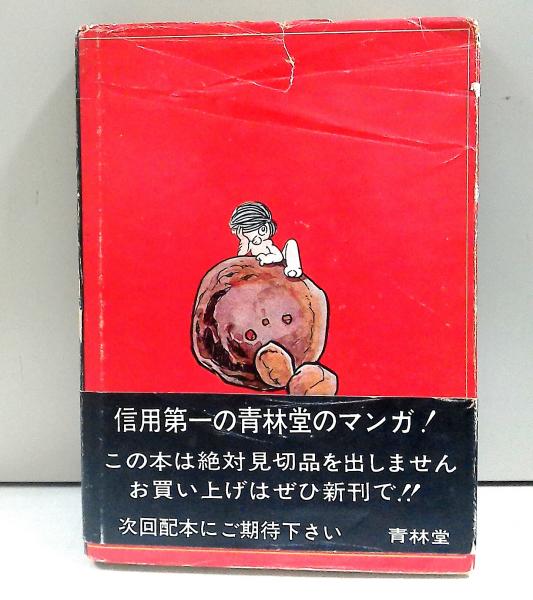 信用第一の青林堂のマンガ!
この本は絶対見切品を出しません
お買い上げはぜひ新刊で!!
次回配本にご期待下さい 青林堂